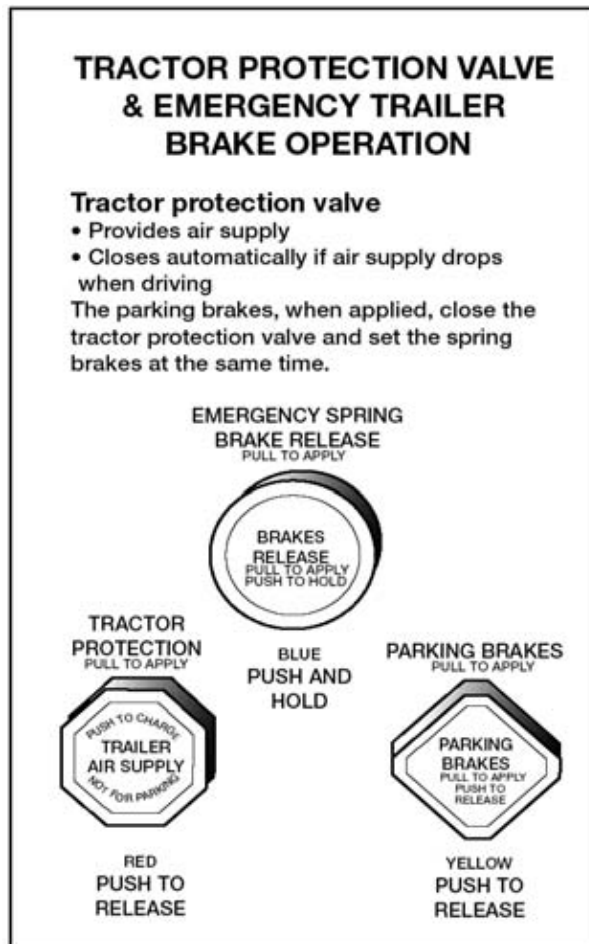 TRACTOR PROTECTION VALVE
& EMERGENCY TRAILER
BRAKE OPERATION
Tractor protection valve
• Provides air supply
• Closes automatically if air supply drops
when driving
The parking brakes, when applied, close the
tractor protection valve and set the spring
brakes at the same time.
EMERGENCY SPRING
BRAKE RELEASE
PULL TO APPLY
BRAKES
RELEASE
PULL TO APPLY
PUSH TO HOLD
BLUE
PUSH AND
HOLD
TRACTOR
PROTECTION
PULL TO APPLY
PUSH TO CHARGE
TRAILER
AIR SUPPLY
NOT FOR PARKING
RED
PUSH TO
RELEASE
PARKING BRAKES
PULL TO APPLY
PARKING
BRAKES
PULL TO APPLY
PUSH TO
RELEASE
YELLOW
PUSH TO
RELEASE